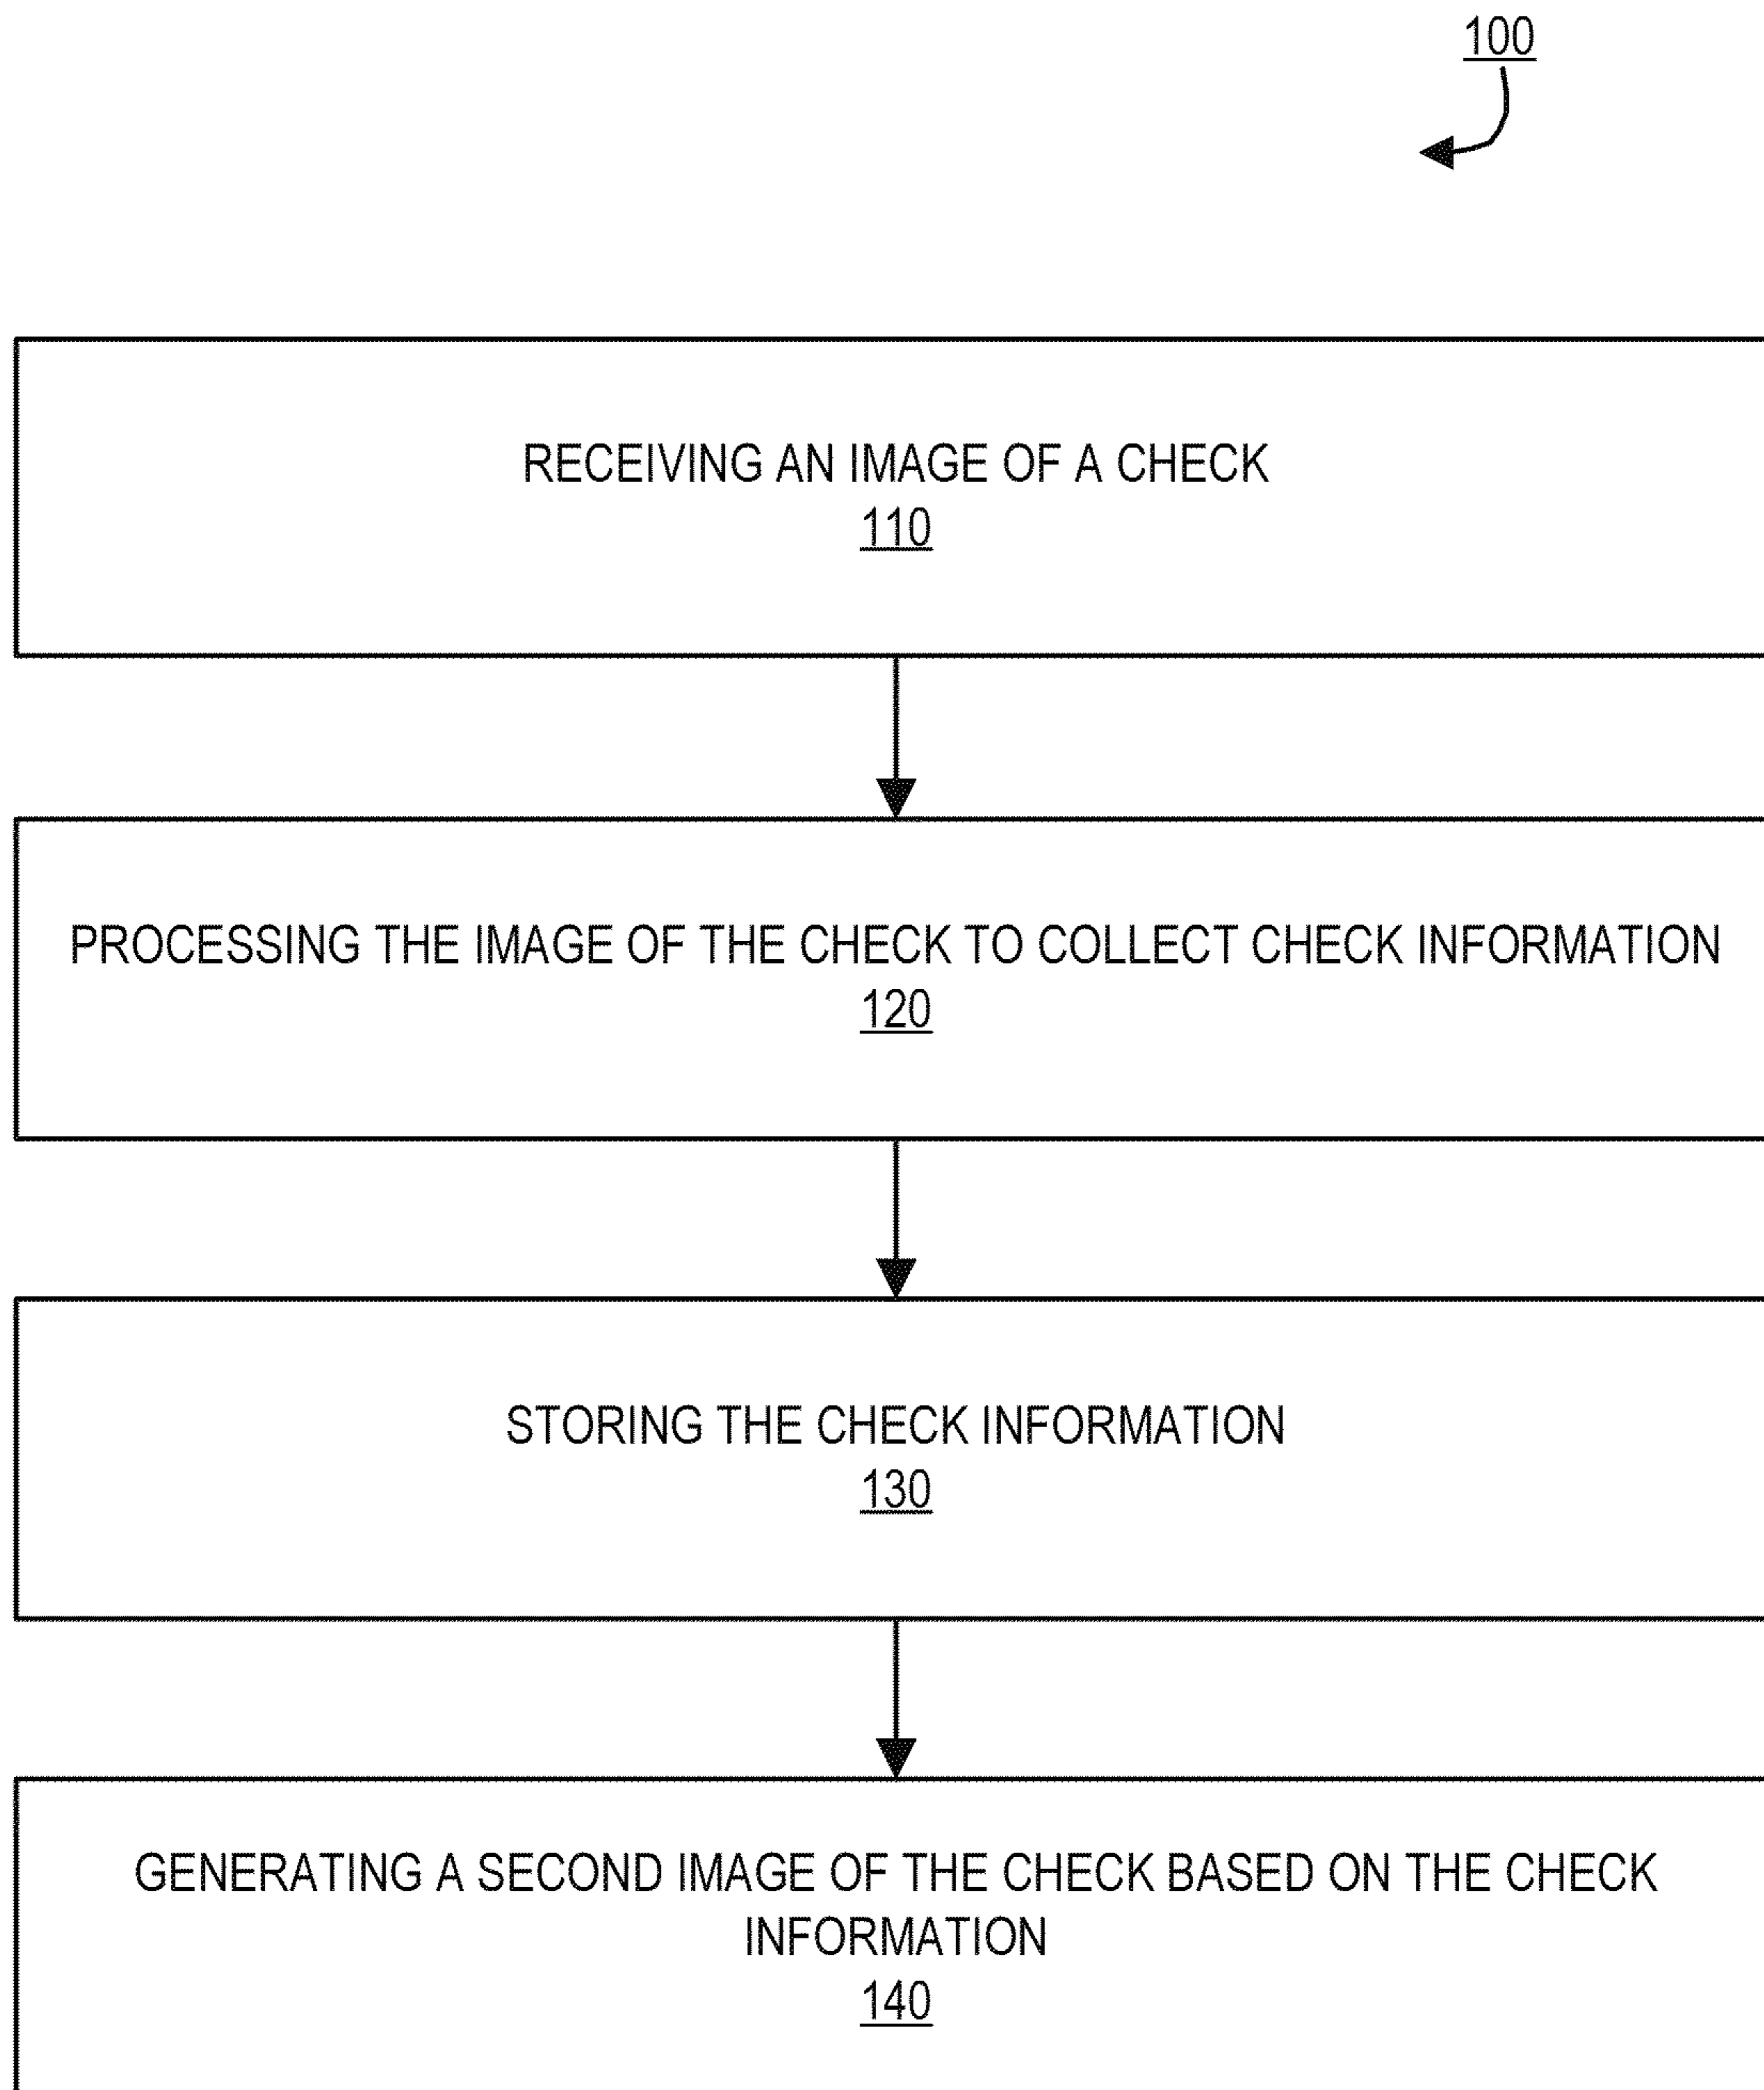 100
RECEIVING AN IMAGE OF A CHECK
110
PROCESSING THE IMAGE OF THE CHECK TO COLLECT CHECK INFORMATION
120
STORING THE CHECK INFORMATION
130
GENERATING A SECOND IMAGE OF THE CHECK BASED ON THE CHECK
INFORMATION
140